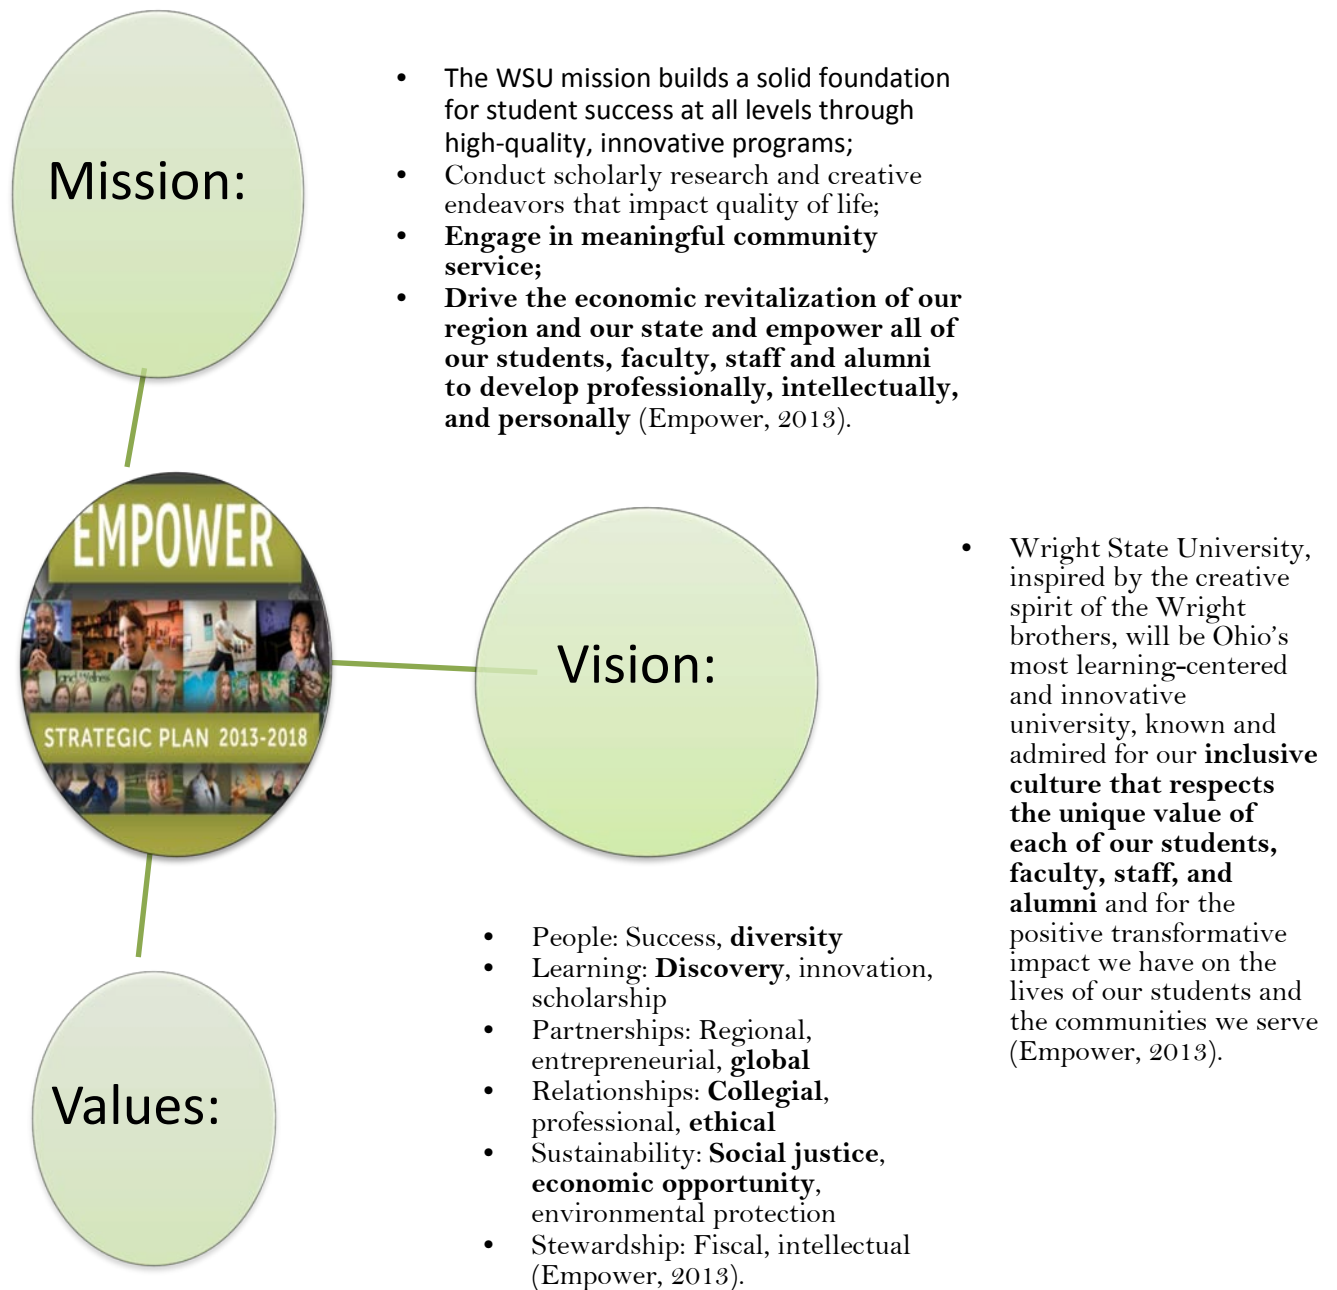 Mission:
• The WSU mission builds a solid foundation
for student success at all levels through
high-quality, innovative programs;
• Conduct scholarly research and creative
endeavors that impact quality of life;
• Engage in meaningful community
service;
• Drive the economic revitalization of our
region and our state and empower all of
our students, faculty, staff and alumni
to develop professionally, intellectually,
and personally (Empower, 2013).
EMPOWER
STRATEGIC PLAN 2013-2018
Vision:
• Wright State University,
inspired by the creative
spirit of the Wright
brothers, will be Ohio’s
most learning-centered
and innovative
university, known and
admired for our inclusive
culture that respects
the unique value of
each of our students,
faculty, staff, and
alumni and for the
positive transformative
impact we have on the
lives of our students and
the communities we serve
(Empower, 2013).
Values:
• People: Success, diversity
• Learning: Discovery, innovation,
scholarship
• Partnerships: Regional,
entrepreneurial, global
• Relationships: Collegial,
professional, ethical
• Sustainability: Social justice,
economic opportunity,
environmental protection
• Stewardship: Fiscal, intellectual
(Empower, 2013).